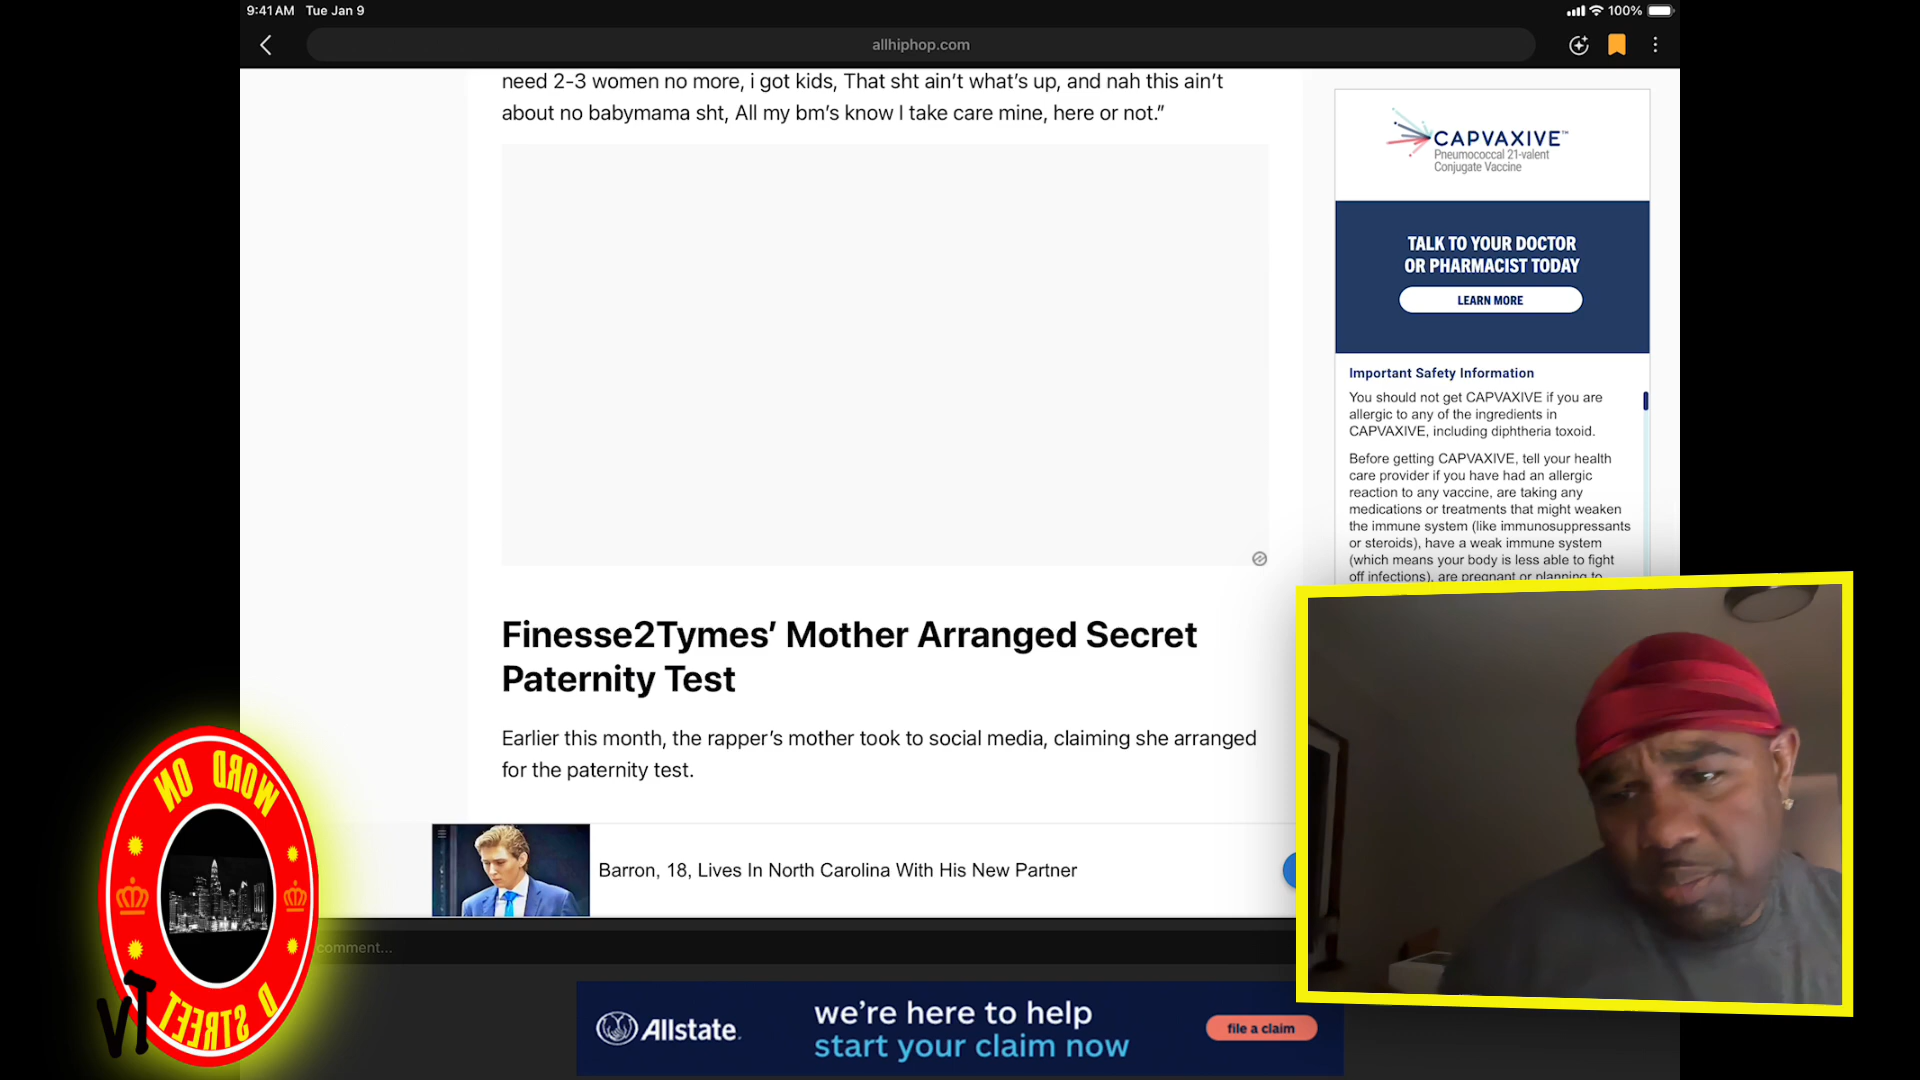 9:41 AM Tue Jan 9
100%
allhiphop.com
need 2-3 women no more, i got kids, That sht ain’t what’s up, and nah this ain’t
about no babymama sht, All my bm’s know I take care mine, here or not.”
CAPVAXIVE™
Pneumococcal 21-valent
Conjugate Vaccine
TALK TO YOUR DOCTOR
OR PHARMACIST TODAY
LEARN MORE
Important Safety Information
You should not get CAPVAXIVE if you are
allergic to any of the ingredients in
CAPVAXIVE, including diphtheria toxoid.
Before getting CAPVAXIVE, tell your health
care provider if you have had an allergic
reaction to any vaccine, are taking any
medications or treatments that might weaken
the immune system (like immunosuppressants
or steroids), have a weak immune system
(which means your body is less able to fight
off infections), are pregnant or planning to
Finesse2Tymes’ Mother Arranged Secret
Paternity Test
Earlier this month, the rapper’s mother took to social media, claiming she arranged
for the paternity test.
Barron, 18, Lives In North Carolina With His New Partner
WORD ON
D STREET
VT
comment...
Allstate.
we’re here to help
start your claim now
file a claim